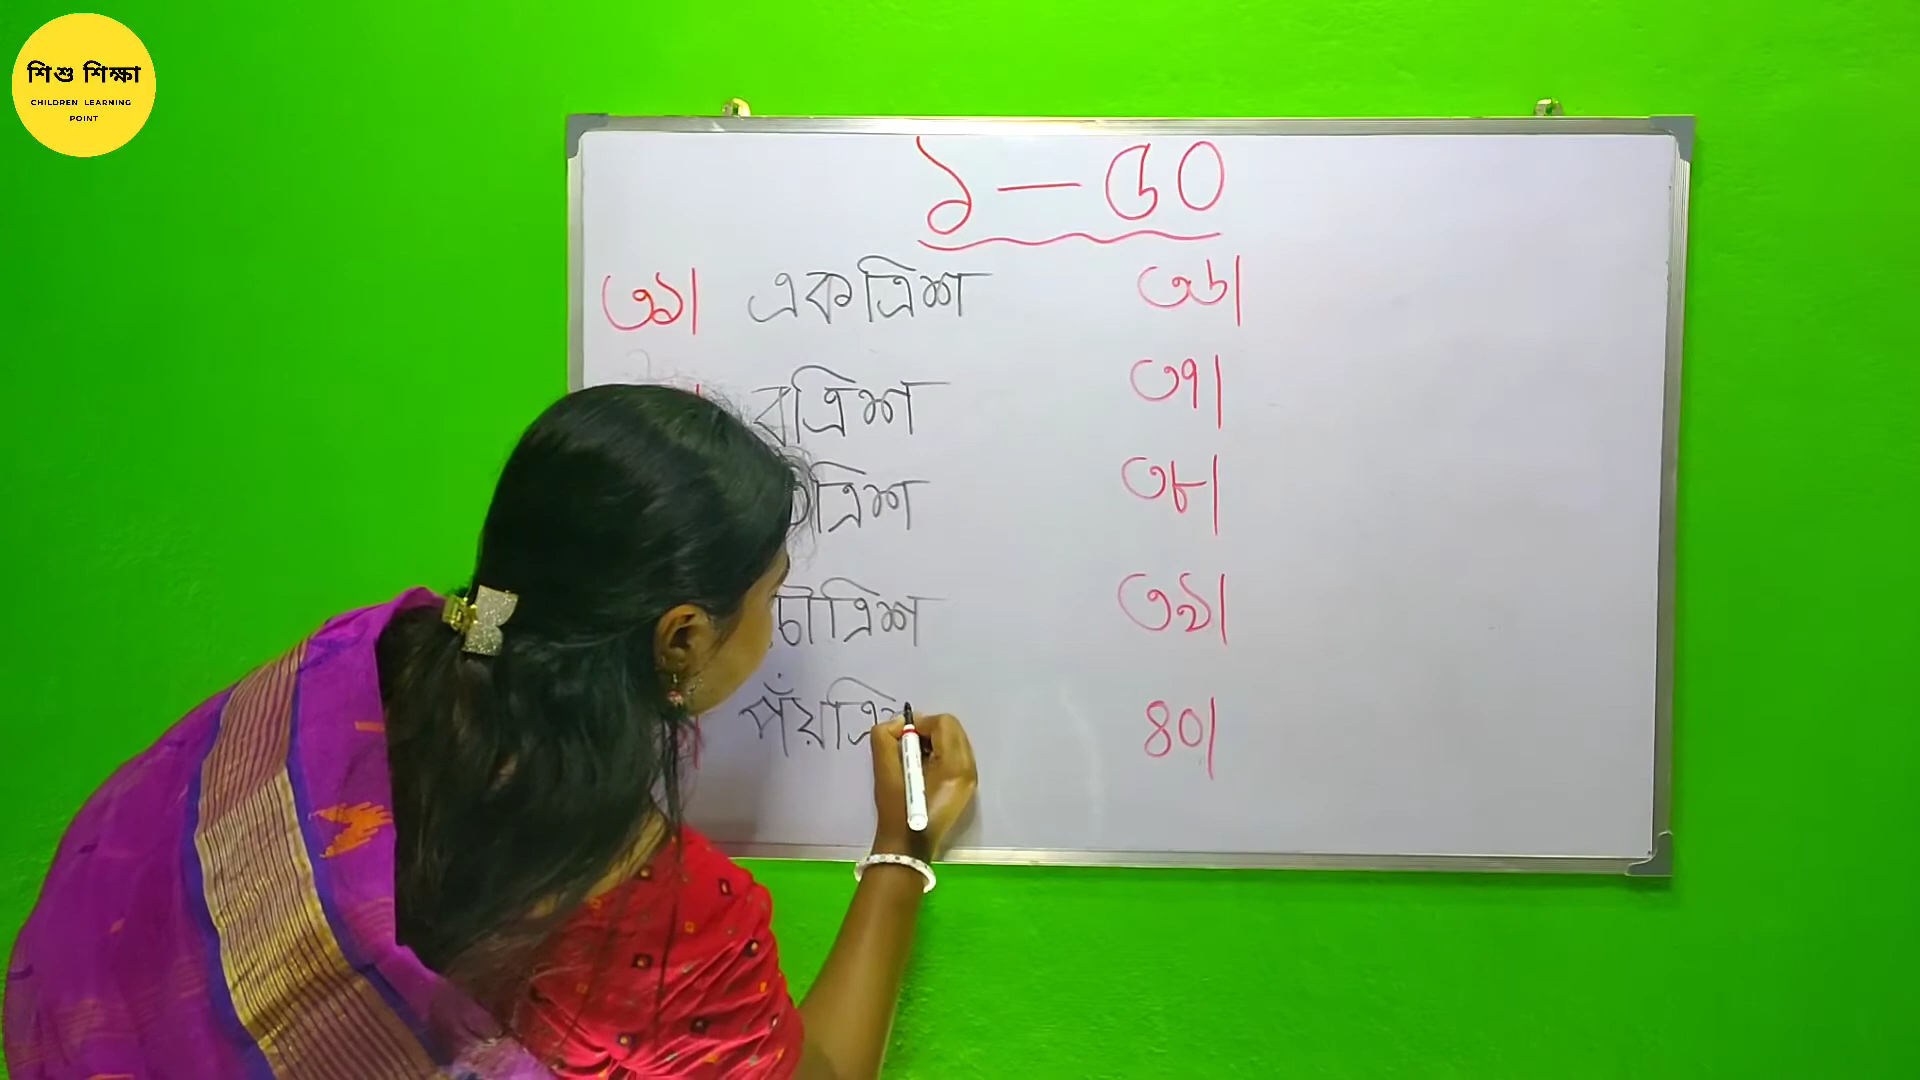 শিশু শিক্ষা
CHILDREN LEARNING
POINT
১ — ৫০
৩১| একত্রিশ
বত্রিশ
ত্রিশ
চৌত্রিশ
পঁয়ত্রি
৩৬|
৩৭|
৩৮|
৩৯|
৪০|